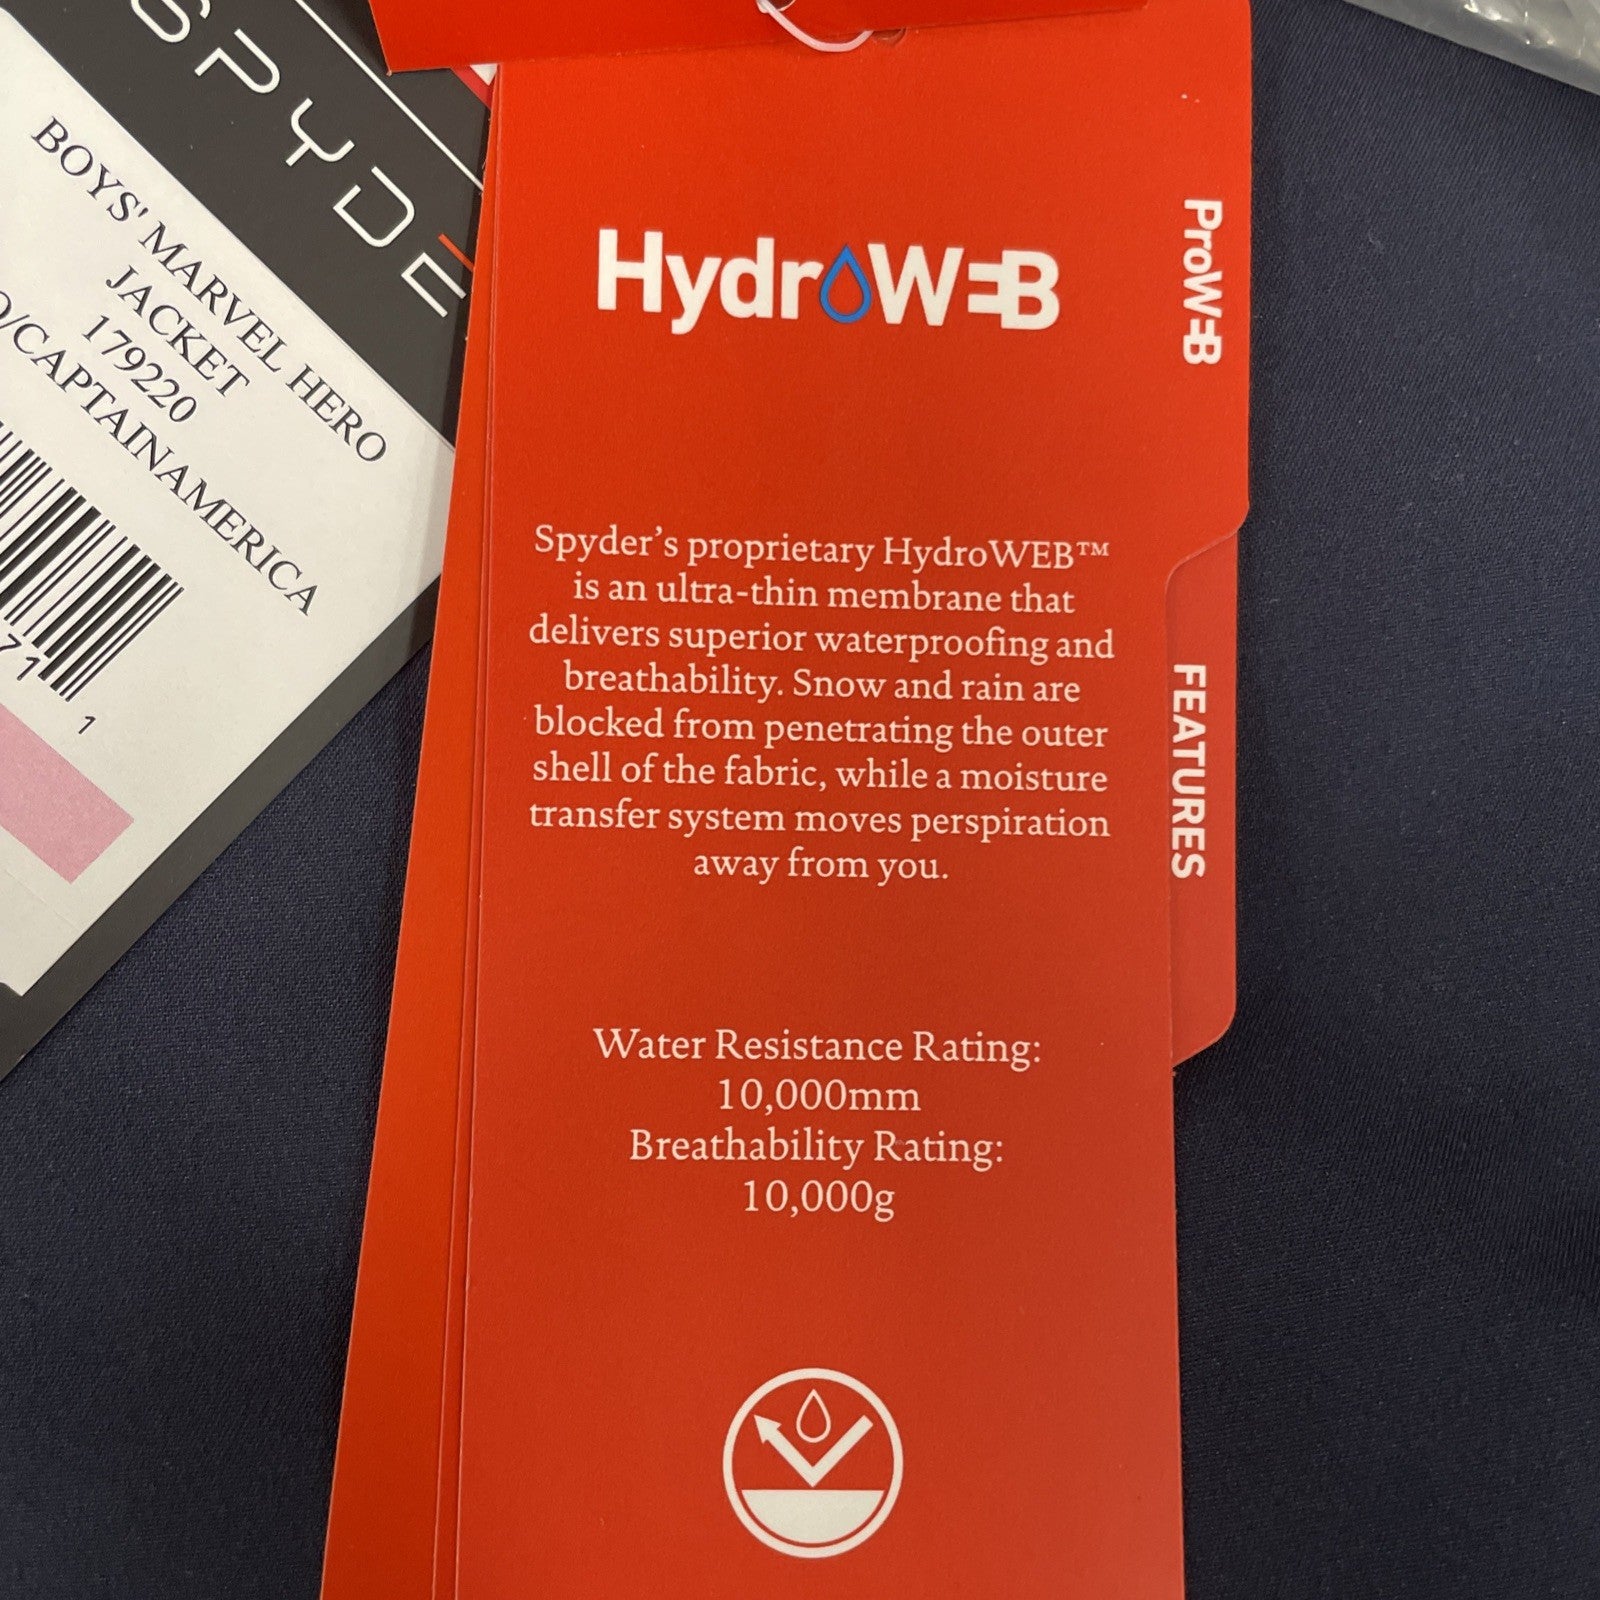 SPYDE
BOYS' MARVEL HERO
JACKET
179220
/CAPTAINAMERICA
71
1
HydroWEB
Spyder's proprietary HydroWEB™
is an ultra-thin membrane that
delivers superior waterproofing and
breathability. Snow and rain are
blocked from penetrating the outer
shell of the fabric, while a moisture
transfer system moves perspiration
away from you.
Water Resistance Rating:
10,000mm
Breathability Rating:
10,000g
ProWEB
FEATURES